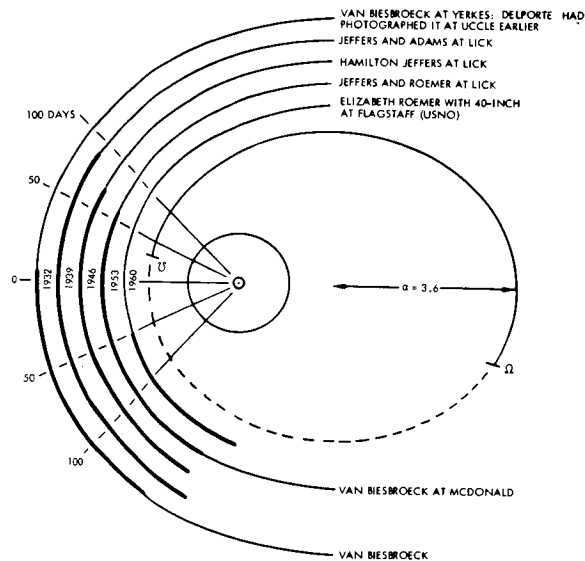 VAN BIESBROECK AT YERKES; DELPORTE HAD
PHOTOGRAPHED IT AT UCCLE EARLIER
JEFFERS AND ADAMS AT LICK
HAMILTON JEFFERS AT LICK
JEFFERS AND ROEMER AT LICK
ELIZABETH ROEMER WITH 40-INCH
AT FLAGSTAFF (USNO)
100 DAYS
50
0
1932
1939
1946
1953
1960
℧
a = 3.6
Ω
50
100
VAN BIESBROECK AT MCDONALD
VAN BIESBROECK